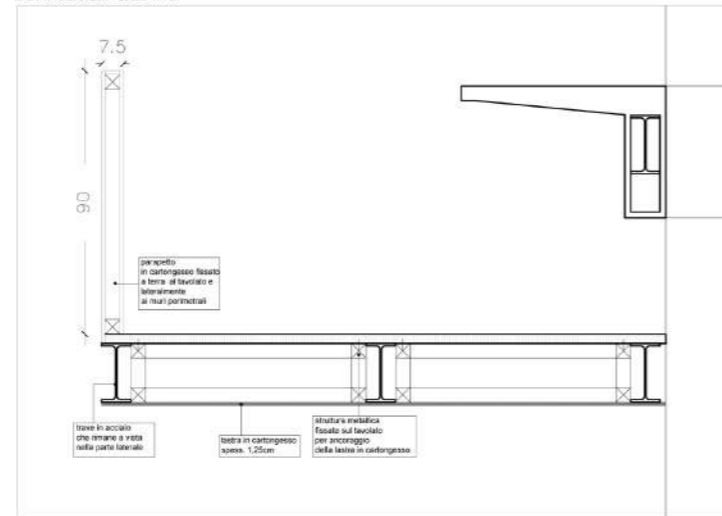 7.5
90
parapetto
in cartongesso fissato
a terra al tavolato e
lateralmente
ai muri perimetrali
trave in acciaio
che rimane a vista
nella parte laterale
lastra in cartongesso
spess. 1,25cm
struttura metallica
fissata sul tavolato
per ancoraggio
della lastra in cartongesso